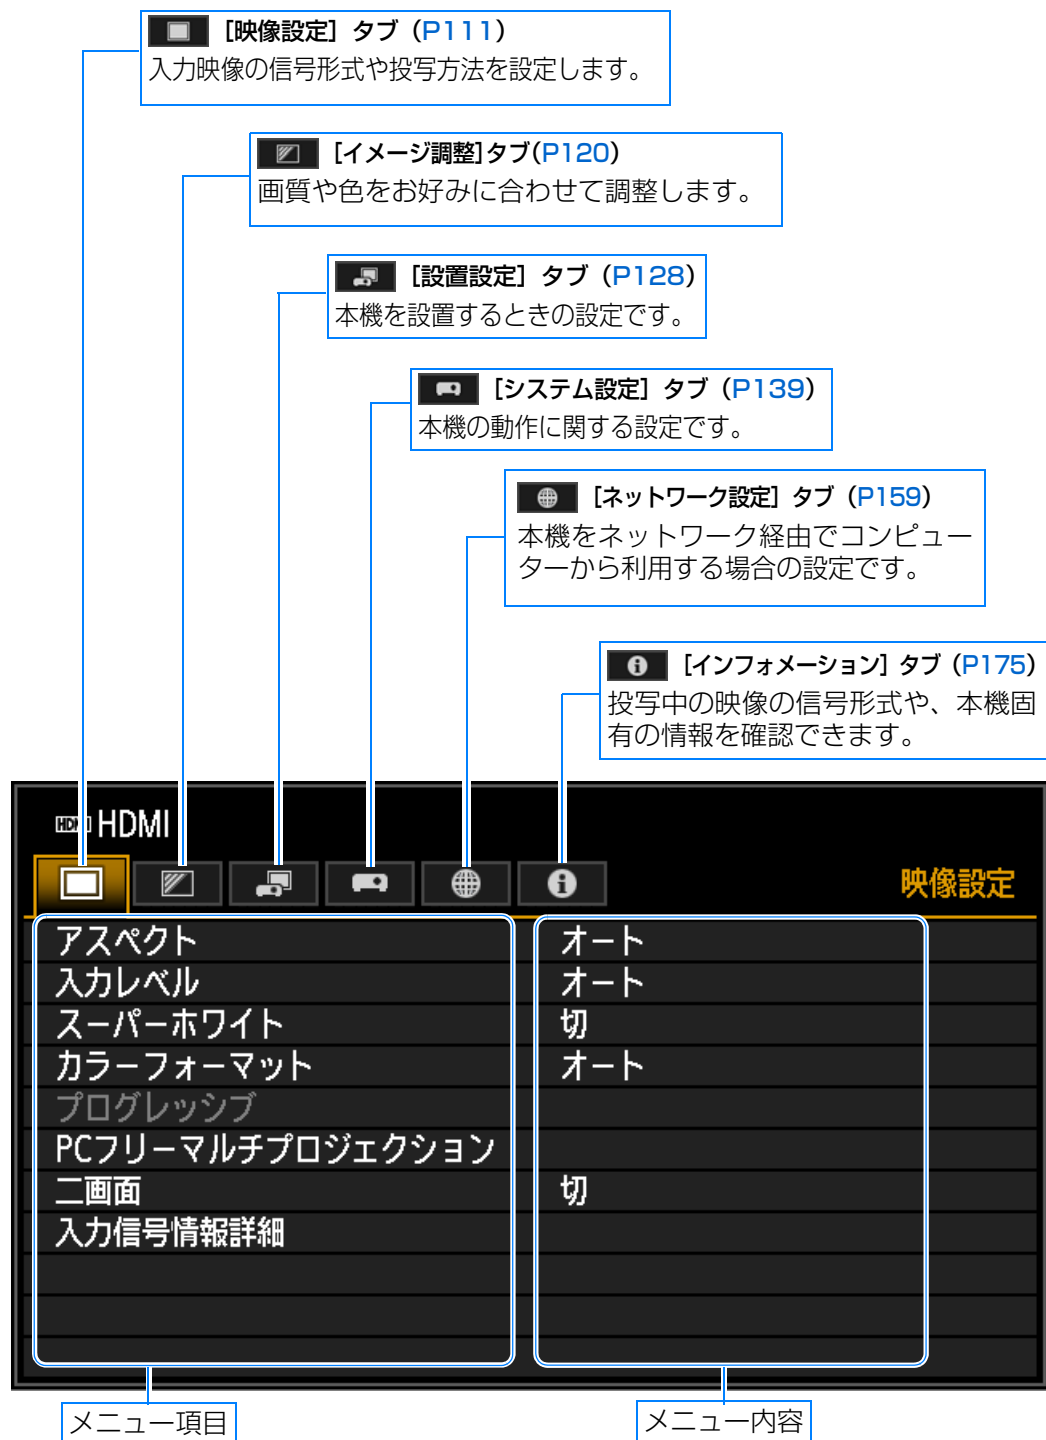 ［映像設定］タブ（P111）
入力映像の信号形式や投写方法を設定します。
［イメージ調整］タブ（P120）
画質や色をお好みに合わせて調整します。
［設置設定］タブ（P128）
本機を設置するときの設定です。
［システム設定］タブ（P139）
本機の動作に関する設定です。
［ネットワーク設定］タブ（P159）
本機をネットワーク経由でコンピュー
ターから利用する場合の設定です。
［インフォメーション］タブ（P175）
投写中の映像の信号形式や、本機固
有の情報を確認できます。
HDMI HDMI
映像設定
アスペクト オート
入力レベル オート
スーパーホワイト 切
カラーフォーマット オート
プログレッシブ
PCフリーマルチプロジェクション
二画面 切
入力信号情報詳細
メニュー項目 メニュー内容